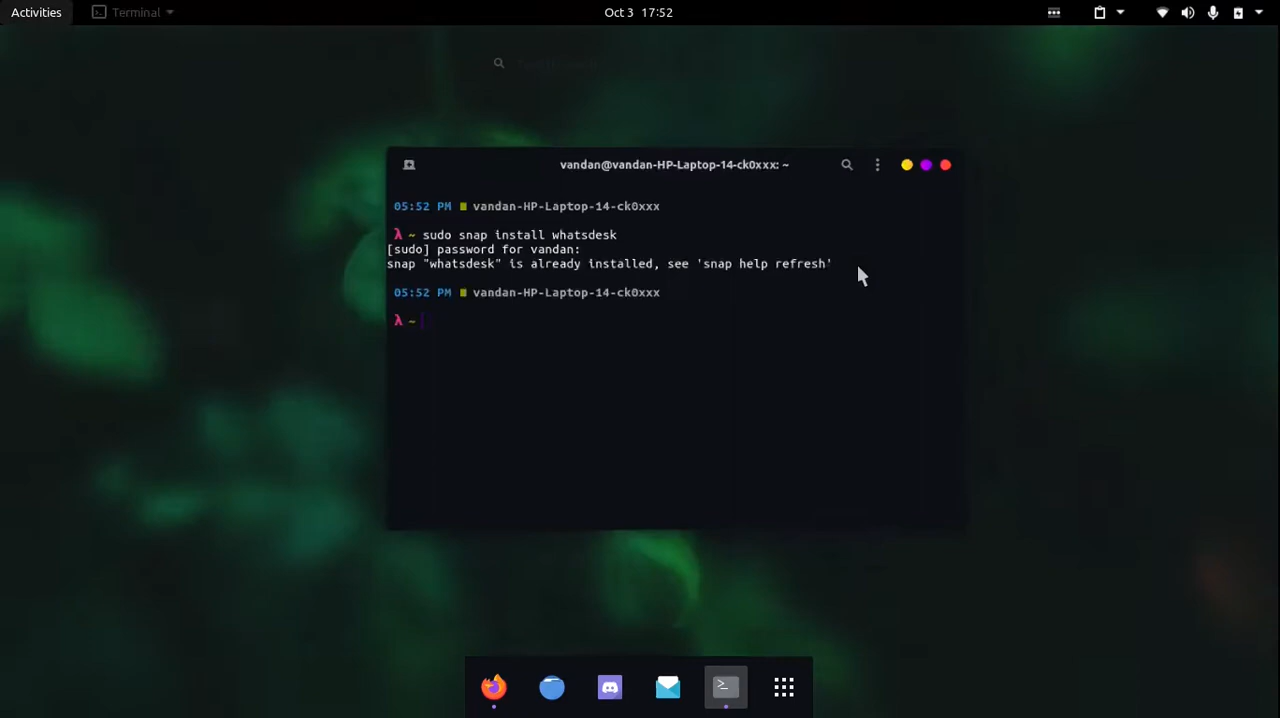 Activities Terminal Oct 3 17:52
vandan@vandan-HP-Laptop-14-ck0xxx: ~
05:52 PM vandan-HP-Laptop-14-ck0xxx
λ ~ sudo snap install whatsdesk
[sudo] password for vandan:
snap "whatsdesk" is already installed, see 'snap help refresh'
05:52 PM vandan-HP-Laptop-14-ck0xxx
λ ~